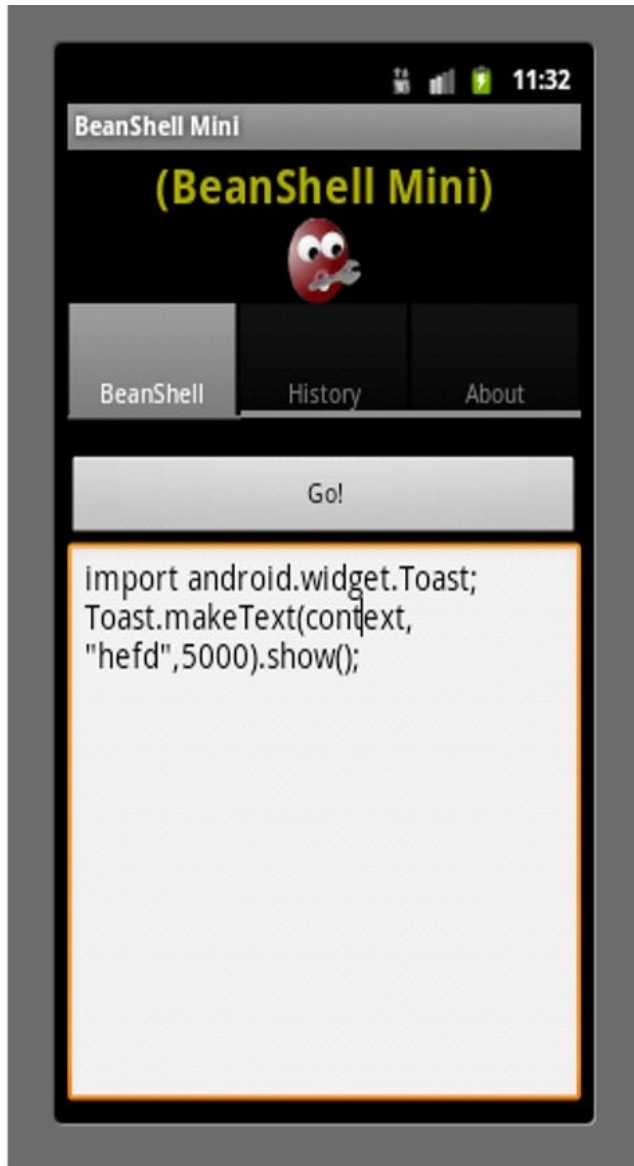 11:32
BeanShell Mini
(BeanShell Mini)
BeanShell
History
About
Go!
import android.widget.Toast;
Toast.makeText(context,
"hefd",5000).show();